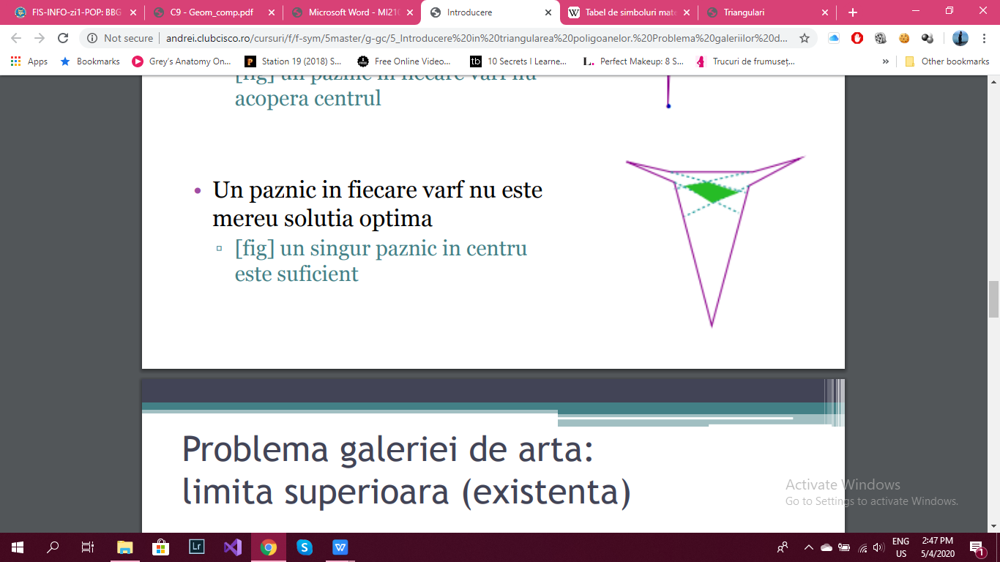 FIS-INFO-zi1-POP: BBG
C9 - Geom_comp.pdf
Microsoft Word - MI210
Introducere
Tabel de simboluri mate
Triangulari
Not secure
andrei.clubcisco.ro/cursuri/f/f-sym/5master/g-gc/5_Introducere%20in%20triangularea%20poligoanelor.%20Problema%20galeriilor%20d...
Apps
Bookmarks
Grey's Anatomy On...
Station 19 (2018) S...
Free Online Video...
10 Secrets I Learne...
Perfect Makeup: 8 S...
Trucuri de frumuseț...
»
Other bookmarks
[fig] un paznic in fiecare varf nu
acopera centrul
• Un paznic in fiecare varf nu este
mereu solutia optima
▫ [fig] un singur paznic in centru
este suficient
Problema galeriei de arta:
limita superioara (existenta)
Activate Windows
Go to Settings to activate Windows.
Lr
ENG
US
2:47 PM
5/4/2020
1